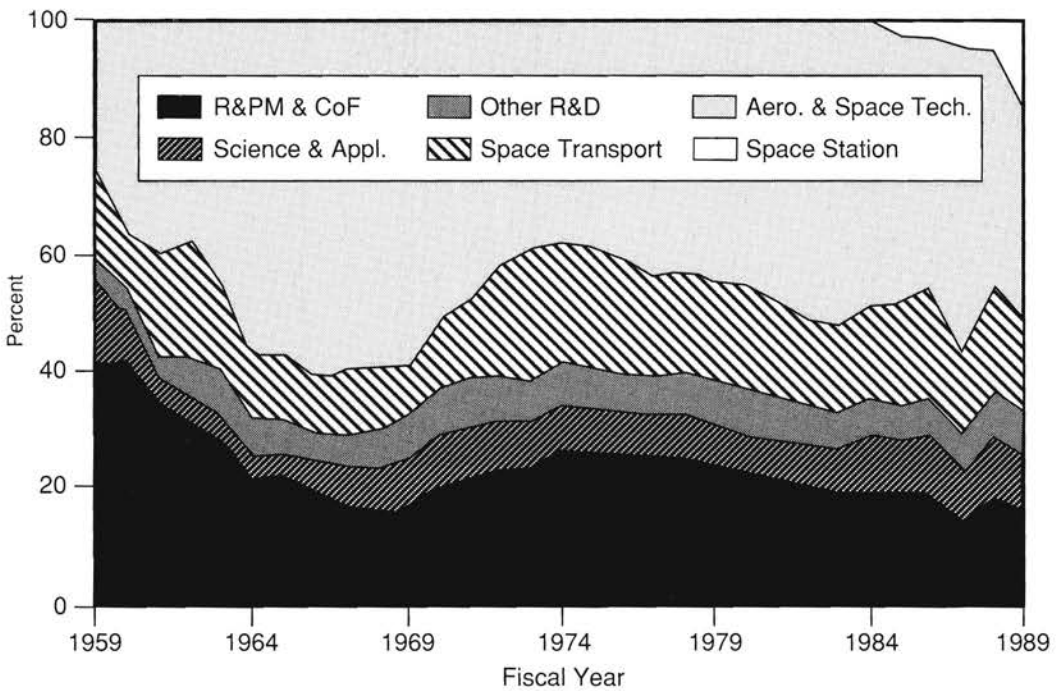 100
80
60
40
20
0
Percent
R&PM & CoF
Other R&D
Aero. & Space Tech.
Science & Appl.
Space Transport
Space Station
1959
1964
1969
1974
1979
1984
1989
Fiscal Year